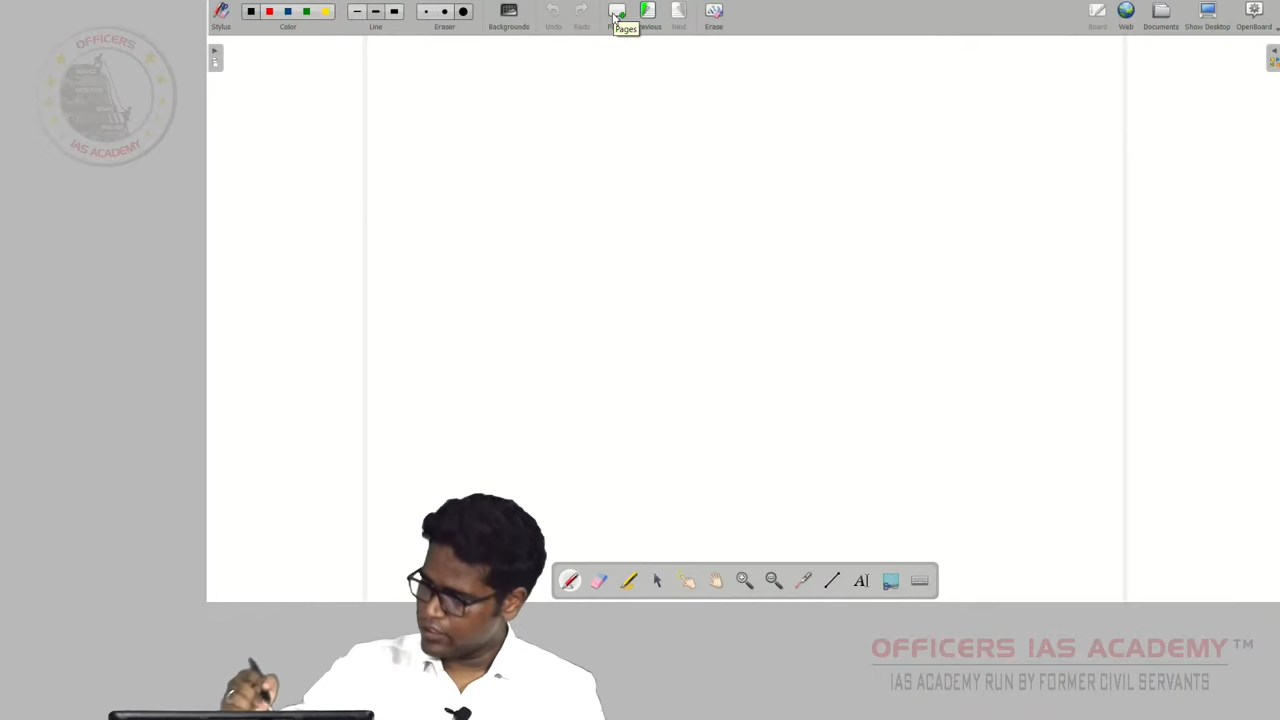 Stylus
Color
Line
Eraser
Backgrounds
Undo
Redo
Pages
Next
Erase
Board
Web
Documents
Show Desktop
OpenBoard
OFFICERS
IAS ACADEMY
OFFICERS IAS ACADEMY™
IAS ACADEMY RUN BY FORMER CIVIL SERVANTS